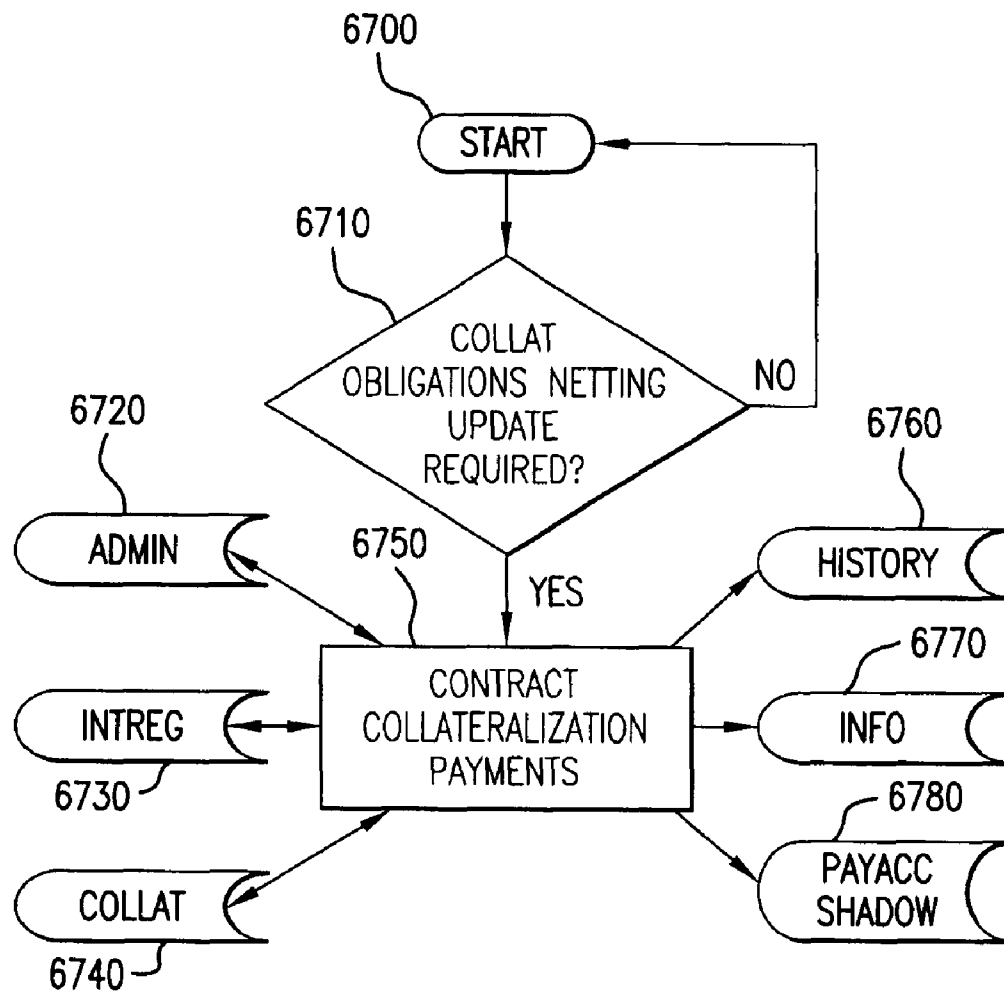 6700
START
6710
COLLAT
OBLIGATIONS NETTING
UPDATE
REQUIRED?
NO
6720
ADMIN
6750
YES
6760
HISTORY
INTREG
6730
CONTRACT
COLLATERALIZATION
PAYMENTS
6770
INFO
COLLAT
6740
6780
PAYACC
SHADOW